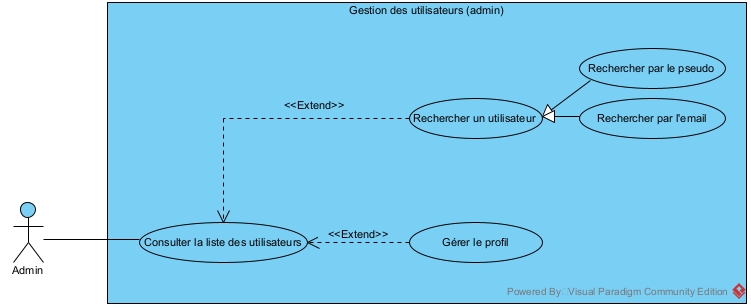 Gestion des utilisateurs (admin)
Rechercher par le pseudo
<<Extend>>
Rechercher un utilisateur
Rechercher par l'email
Consulter la liste des utilisateurs
<<Extend>>
Gérer le profil
Admin
Powered By Visual Paradigm Community Edition